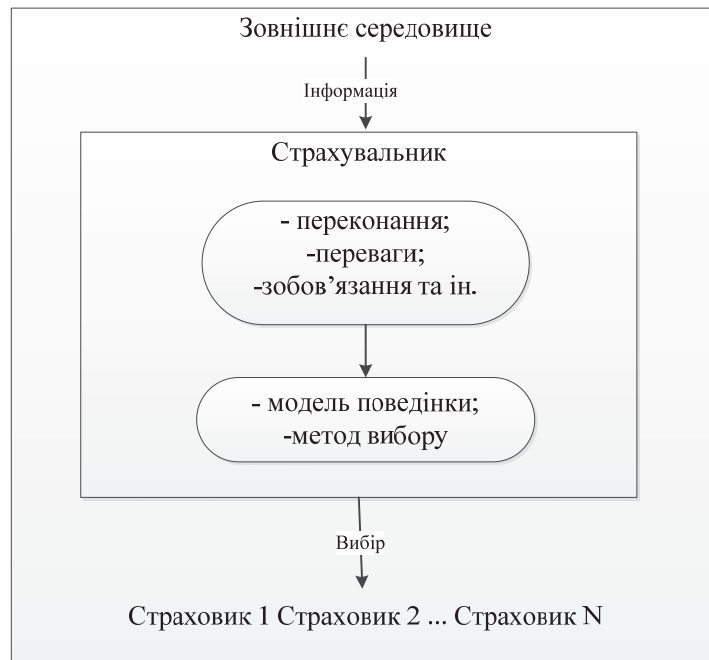 Зовнішнє середовище
Інформація
Страхувальник
- переконання;
-переваги;
-зобов’язання та ін.
- модель поведінки;
-метод вибору
Вибір
Страховик 1 Страховик 2 ... Страховик N